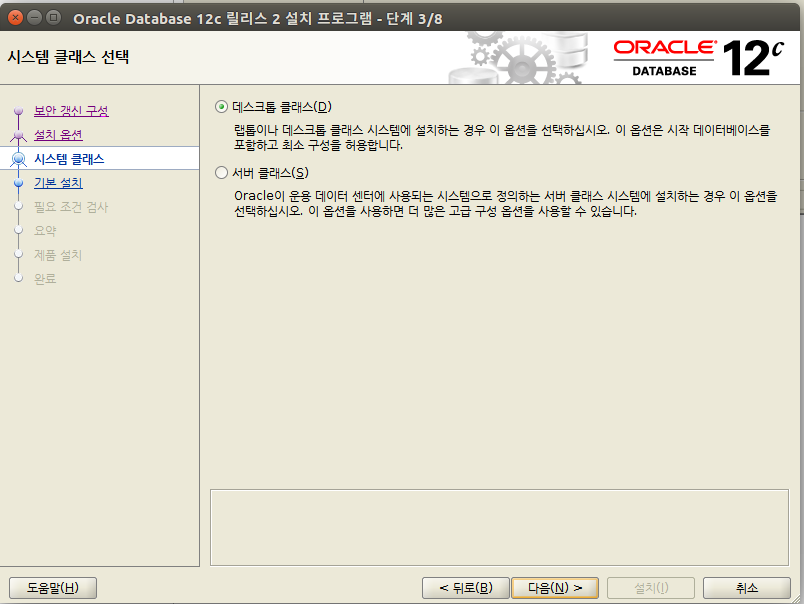 Oracle Database 12c 릴리스 2 설치 프로그램 - 단계 3/8
시스템 클래스 선택
ORACLE
DATABASE
12c
보안 갱신 구성
설치 옵션
시스템 클래스
기본 설치
필요 조건 검사
요약
제품 설치
완료
데스크톱 클래스(D)
랩톱이나 데스크톱 클래스 시스템에 설치하는 경우 이 옵션을 선택하십시오. 이 옵션은 시작 데이터베이스를
포함하고 최소 구성을 허용합니다.
서버 클래스(S)
Oracle이 운용 데이터 센터에 사용되는 시스템으로 정의하는 서버 클래스 시스템에 설치하는 경우 이 옵션을
선택하십시오. 이 옵션을 사용하면 더 많은 고급 구성 옵션을 사용할 수 있습니다.
도움말(H)
< 뒤로(B)
다음(N) >
설치(I)
취소